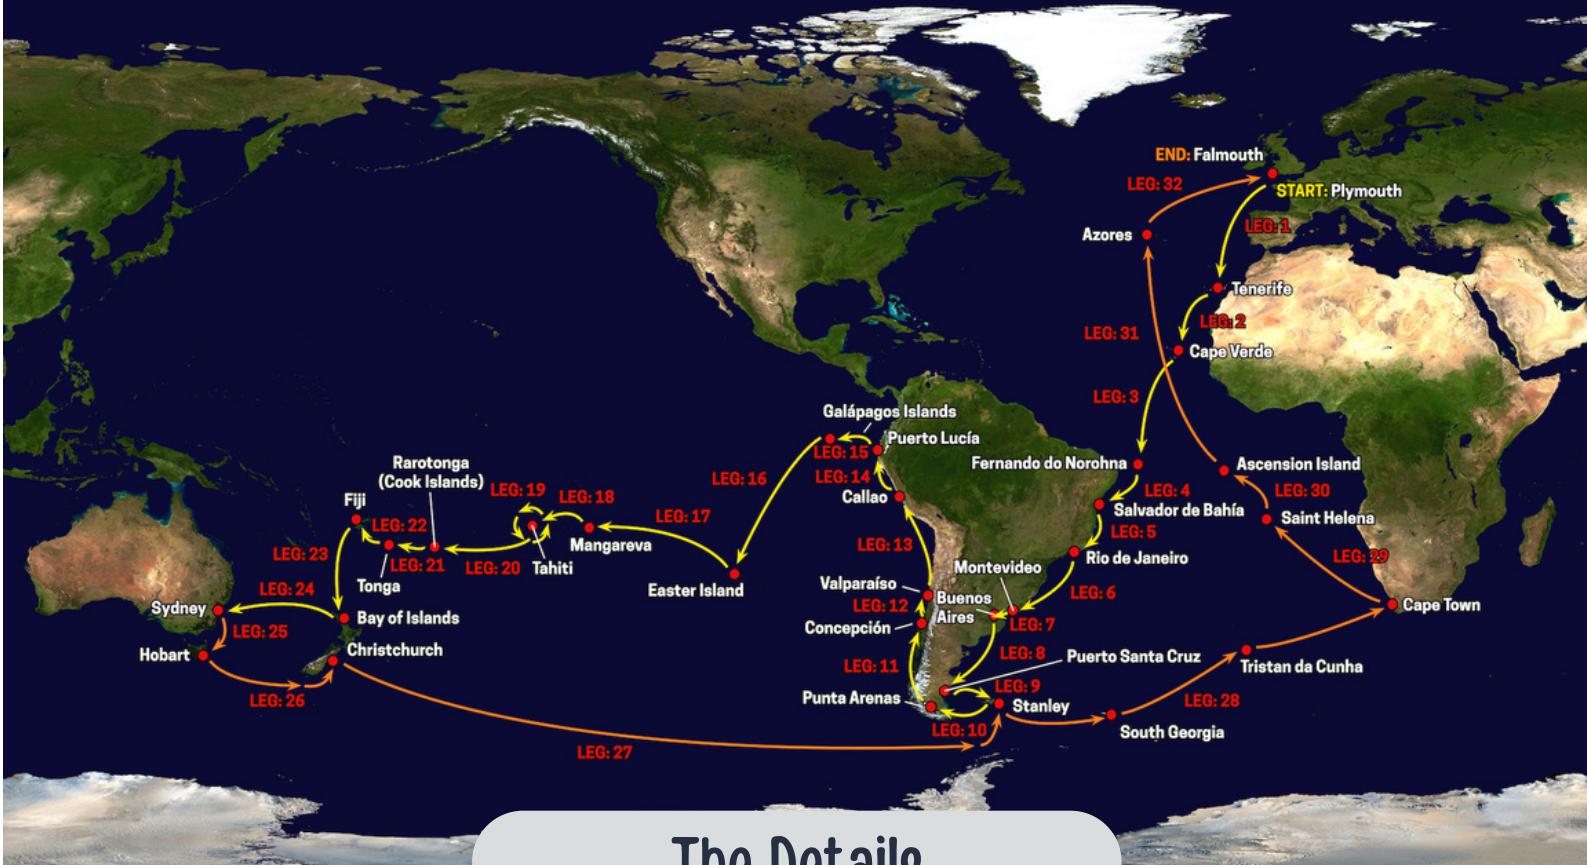 END: Falmouth
LEG: 32
START: Plymouth
LEG: 1
Azores
Tenerife
LEG: 2
LEG: 31
Cape Verde
LEG: 3
Galápagos Islands
Puerto Lucía
LEG: 15
LEG: 14
LEG: 16
Callao
Fernando do Norohna
LEG: 4
Salvador de Bahía
LEG: 5
Ascension Island
LEG: 30
Saint Helena
Rarotonga
(Cook Islands)
LEG: 19
LEG: 18
LEG: 17
Fiji
LEG: 22
LEG: 21
LEG: 20
Mangareva
Tahiti
Tonga
LEG: 23
LEG: 24
Easter Island
LEG: 13
Rio de Janeiro
LEG: 29
Montevideo
Valparaíso
Buenos
Aires
LEG: 6
LEG: 12
LEG: 7
Concepción
Cape Town
Sydney
Bay of Islands
LEG: 25
Hobart
Christchurch
LEG: 26
LEG: 11
LEG: 8
Puerto Santa Cruz
Tristan da Cunha
LEG: 9
Punta Arenas
Stanley
LEG: 28
LEG: 10
South Georgia
LEG: 27
The Details